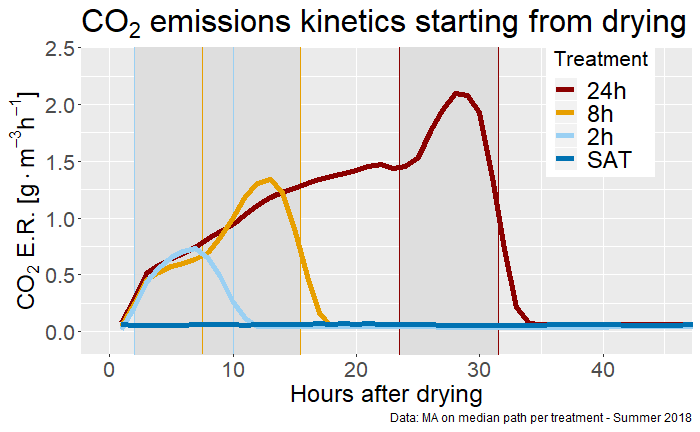 CO₂ emissions kinetics starting from drying
CO₂ E.R. [g·m⁻³h⁻¹]
2.5
2.0
1.5
1.0
0.5
0.0
Treatment
24h
8h
2h
SAT
0 10 20 30 40
Hours after drying
Data: MA on median path per treatment - Summer 2018